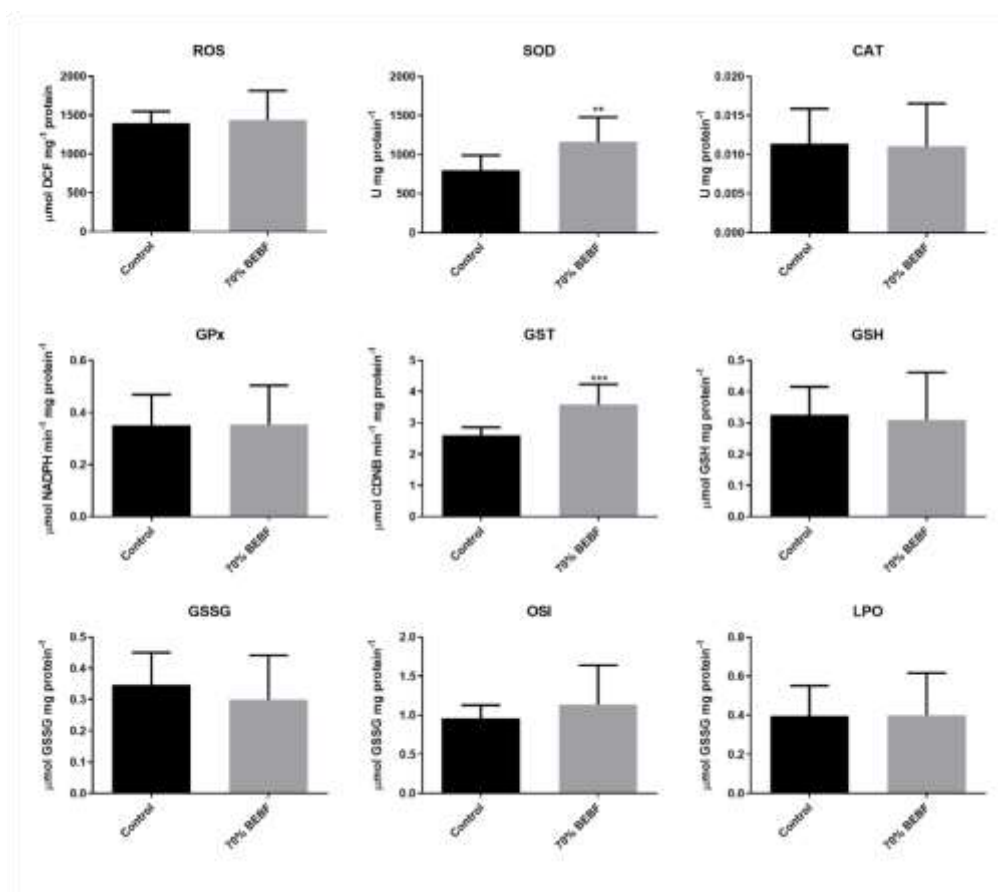 ROS
μmol DCF mg⁻¹ protein
2000
1500
1000
500
0
Control
70% BEBF
SOD
U mg protein⁻¹
2000
1500
1000
500
0
**
Control
70% BEBF
CAT
U mg protein⁻¹
0.020
0.015
0.010
0.005
0.000
Control
70% BEBF
GPx
μmol NADPH min⁻¹ mg protein⁻¹
0.6
0.4
0.2
0.0
Control
70% BEBF
GST
μmol CDNB min⁻¹ mg protein⁻¹
5
4
3
2
1
0
***
Control
70% BEBF
GSH
μmol GSH mg protein⁻¹
0.5
0.4
0.3
0.2
0.1
0.0
Control
70% BEBF
GSSG
μmol GSSG mg protein⁻¹
0.5
0.4
0.3
0.2
0.1
0.0
Control
70% BEBF
OSI
μmol GSSG mg protein⁻¹
2.0
1.5
1.0
0.5
0.0
Control
70% BEBF
LPO
μmol GSSG mg protein⁻¹
0.8
0.6
0.4
0.2
0.0
Control
70% BEBF